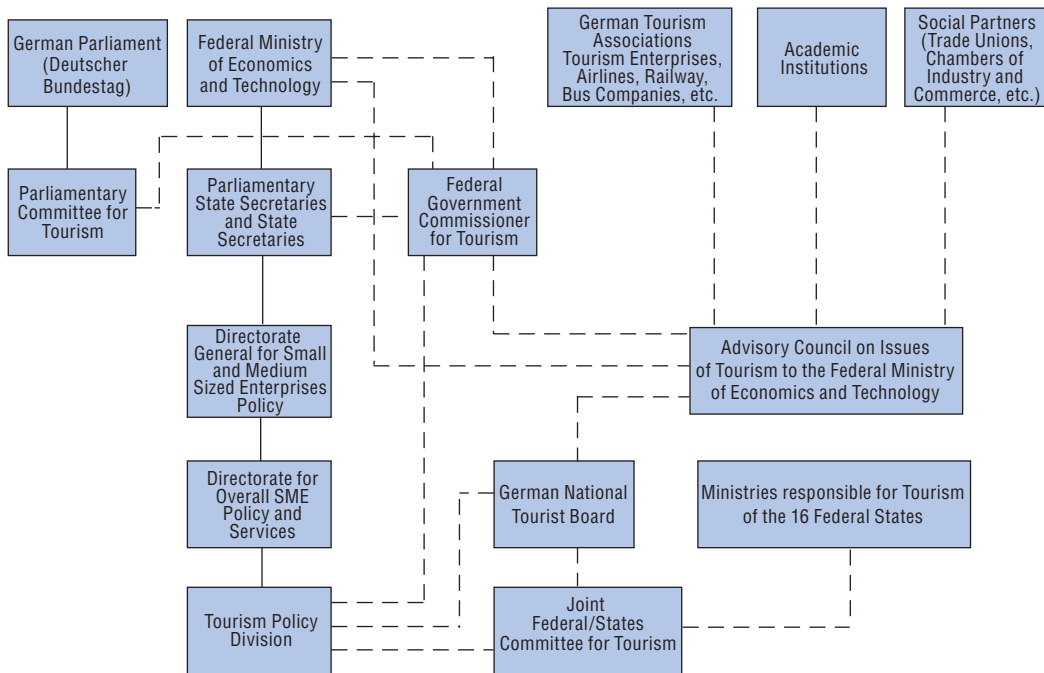 German Parliament
(Deutscher
Bundestag)
Federal Ministry
of Economics
and Technology
German Tourism
Associations
Tourism Enterprises,
Airlines, Railway,
Bus Companies, etc.
Academic
Institutions
Social Partners
(Trade Unions,
Chambers of
Industry and
Commerce, etc.)
Parliamentary
Committee for
Tourism
Parliamentary
State Secretaries
and State
Secretaries
Federal
Government
Commissioner
for Tourism
Directorate
General for Small
and Medium
Sized Enterprises
Policy
Advisory Council on Issues
of Tourism to the Federal Ministry
of Economics and Technology
Directorate for
Overall SME
Policy and
Services
German National
Tourist Board
Ministries responsible for Tourism
of the 16 Federal States
Tourism Policy
Division
Joint
Federal/States
Committee for Tourism